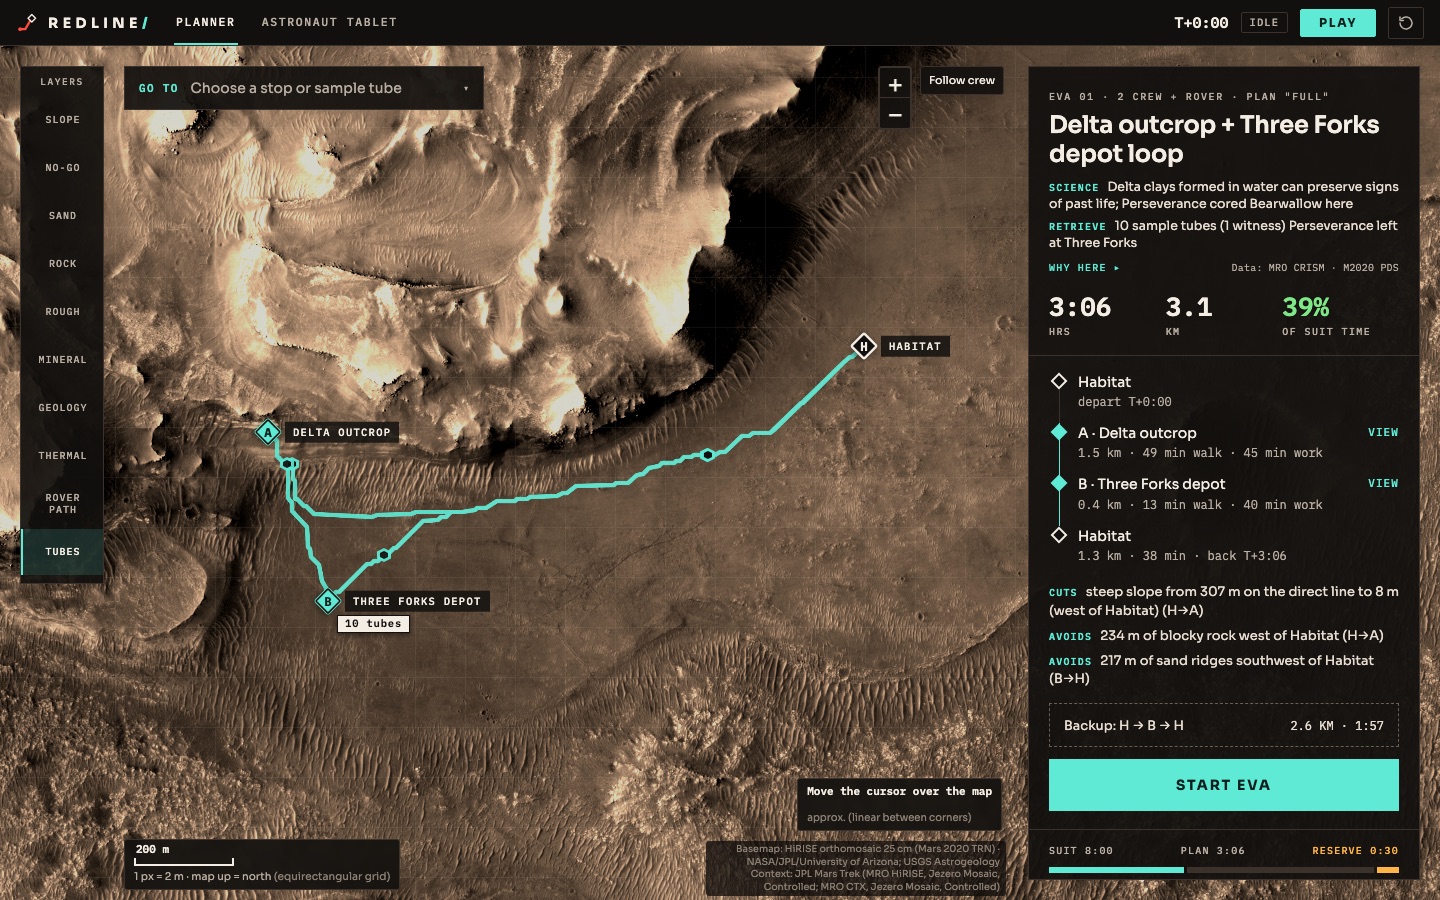 REDLINE/
PLANNER
ASTRONAUT TABLET
T+0:00
IDLE
PLAY
LAYERS
SLOPE
NO-GO
SAND
ROCK
ROUGH
MINERAL
GEOLOGY
THERMAL
ROVER
PATH
TUBES
GO TO Choose a stop or sample tube
+
−
Follow crew
H HABITAT
A DELTA OUTCROP
B THREE FORKS DEPOT
10 tubes
200 m
1 px = 2 m · map up = north (equirectangular grid)
Move the cursor over the map
approx. (linear between corners)
Basemap: HiRISE orthomosaic 25 cm (Mars 2020 TRN) ·
NASA/JPL/University of Arizona; USGS Astrogeology
Context: JPL Mars Trek (MRO HiRISE, Jezero Mosaic,
Controlled; MRO CTX, Jezero Mosaic, Controlled)
EVA 01 · 2 CREW + ROVER · PLAN "FULL"
Delta outcrop + Three Forks
depot loop
SCIENCE Delta clays formed in water can preserve signs
of past life; Perseverance cored Bearwallow here
RETRIEVE 10 sample tubes (1 witness) Perseverance left
at Three Forks
WHY HERE ▸
Data: MRO CRISM · M2020 PDS
3:06
HRS
3.1
KM
39%
OF SUIT TIME
Habitat
depart T+0:00
A · Delta outcrop
VIEW
1.5 km · 49 min walk · 45 min work
B · Three Forks depot
VIEW
0.4 km · 13 min walk · 40 min work
Habitat
1.3 km · 38 min · back T+3:06
CUTS steep slope from 307 m on the direct line to 8 m
(west of Habitat) (H→A)
AVOIDS 234 m of blocky rock west of Habitat (H→A)
AVOIDS 217 m of sand ridges southwest of Habitat
(B→H)
Backup: H → B → H
2.6 KM · 1:57
START EVA
SUIT 8:00
PLAN 3:06
RESERVE 0:30